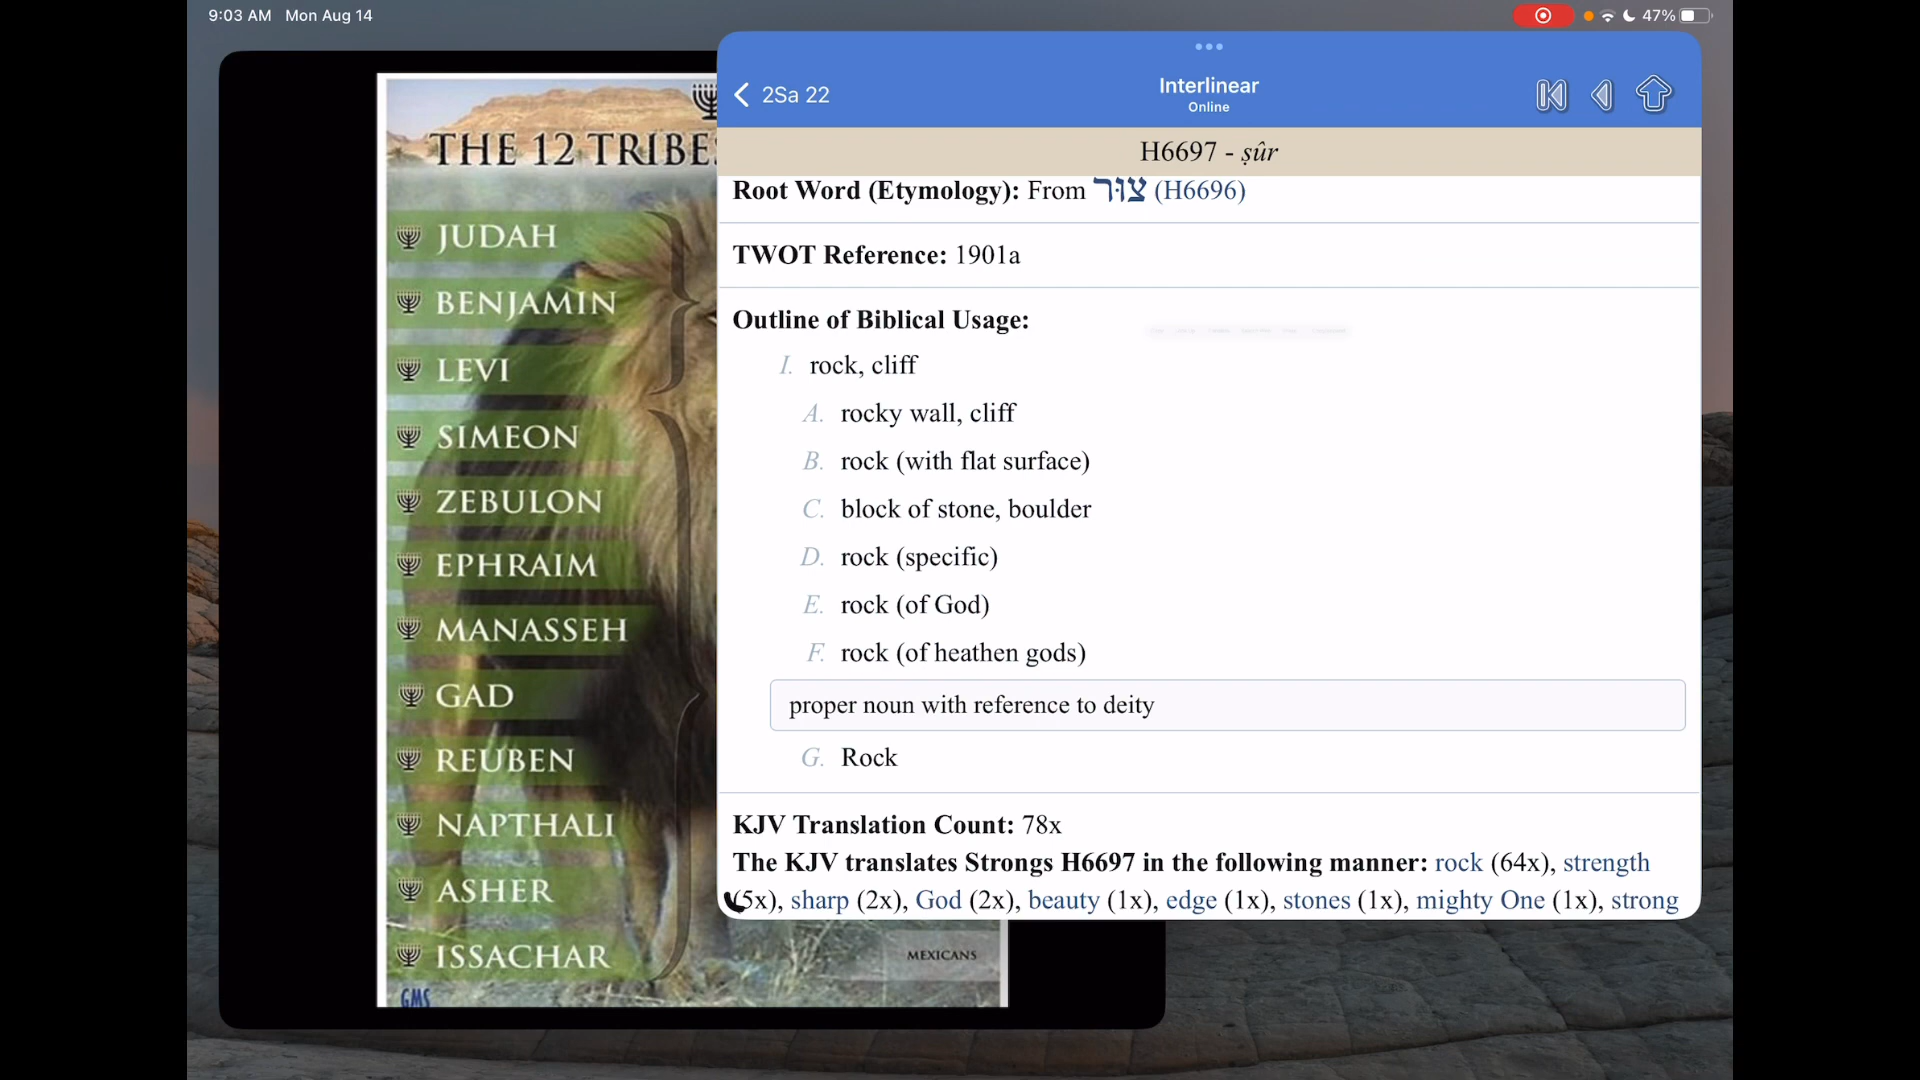 9:03 AM Mon Aug 14
47%
THE 12 TRIBES
JUDAH
BENJAMIN
LEVI
SIMEON
ZEBULON
EPHRAIM
MANASSEH
GAD
REUBEN
NAPTHALI
ASHER
ISSACHAR
MEXICANS
GMS
2Sa 22
Interlinear
Online
H6697 - ṣûr
Root Word (Etymology): From צוּר (H6696)
TWOT Reference: 1901a
Outline of Biblical Usage:
I. rock, cliff
A. rocky wall, cliff
B. rock (with flat surface)
C. block of stone, boulder
D. rock (specific)
E. rock (of God)
F. rock (of heathen gods)
proper noun with reference to deity
G. Rock
KJV Translation Count: 78x
The KJV translates Strongs H6697 in the following manner: rock (64x), strength
(5x), sharp (2x), God (2x), beauty (1x), edge (1x), stones (1x), mighty One (1x), strong